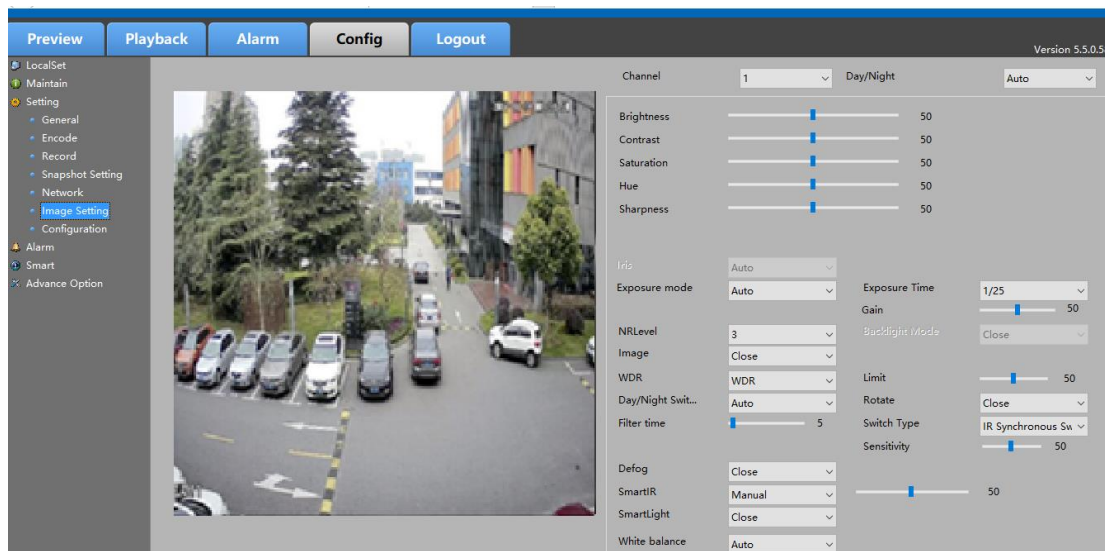 Preview Playback Alarm Config Logout
Version 5.5.0.5
LocalSet
Maintain
Setting
General
Encode
Record
Snapshot Setting
Network
Image Setting
Configuration
Alarm
Smart
Advance Option
Channel 1 Day/Night Auto
Brightness 50
Contrast 50
Saturation 50
Hue 50
Sharpness 50
Iris Auto
Exposure mode Auto Exposure Time 1/25
Gain 50
NRLevel 3 Backlight Mode Close
Image Close
WDR WDR Limit 50
Day/Night Swit... Auto Rotate Close
Filter time 5 Switch Type IR Synchronous Sw
Sensitivity 50
Defog Close
SmartIR Manual 50
SmartLight Close
White balance Auto